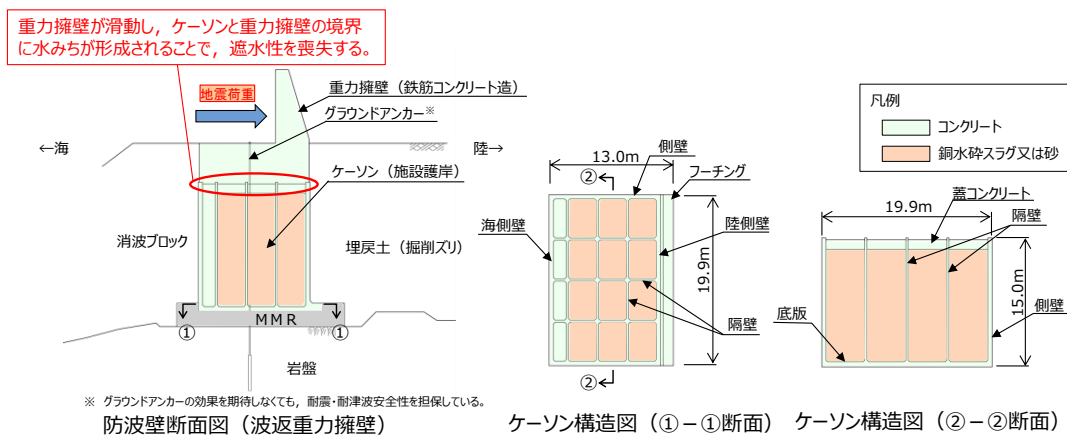 重力擁壁が滑動し，ケーソンと重力擁壁の境界
に水みちが形成されることで，遮水性を喪失する。
地震荷重
重力擁壁（鉄筋コンクリート造）
グラウンドアンカー※
←海
陸→
ケーソン（施設護岸）
消波ブロック
埋戻土（掘削ズリ）
MMR
①
①
岩盤
※ グラウンドアンカーの効果を期待しなくても，耐震・耐津波安全性を担保している。
防波壁断面図（波返重力擁壁）
13.0m
側壁
②
フーチング
海側壁
陸側壁
19.9m
隔壁
②
ケーソン構造図（①－①断面）
凡例
コンクリート
銅水砕スラグ又は砂
蓋コンクリート
19.9m
隔壁
15.0m
底版
側壁
ケーソン構造図（②－②断面）